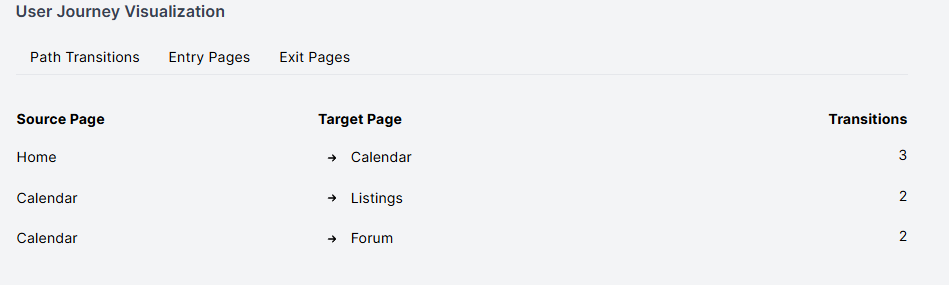 User Journey Visualization
Path Transitions Entry Pages Exit Pages
Source Page Target Page Transitions
Home → Calendar 3
Calendar → Listings 2
Calendar → Forum 2